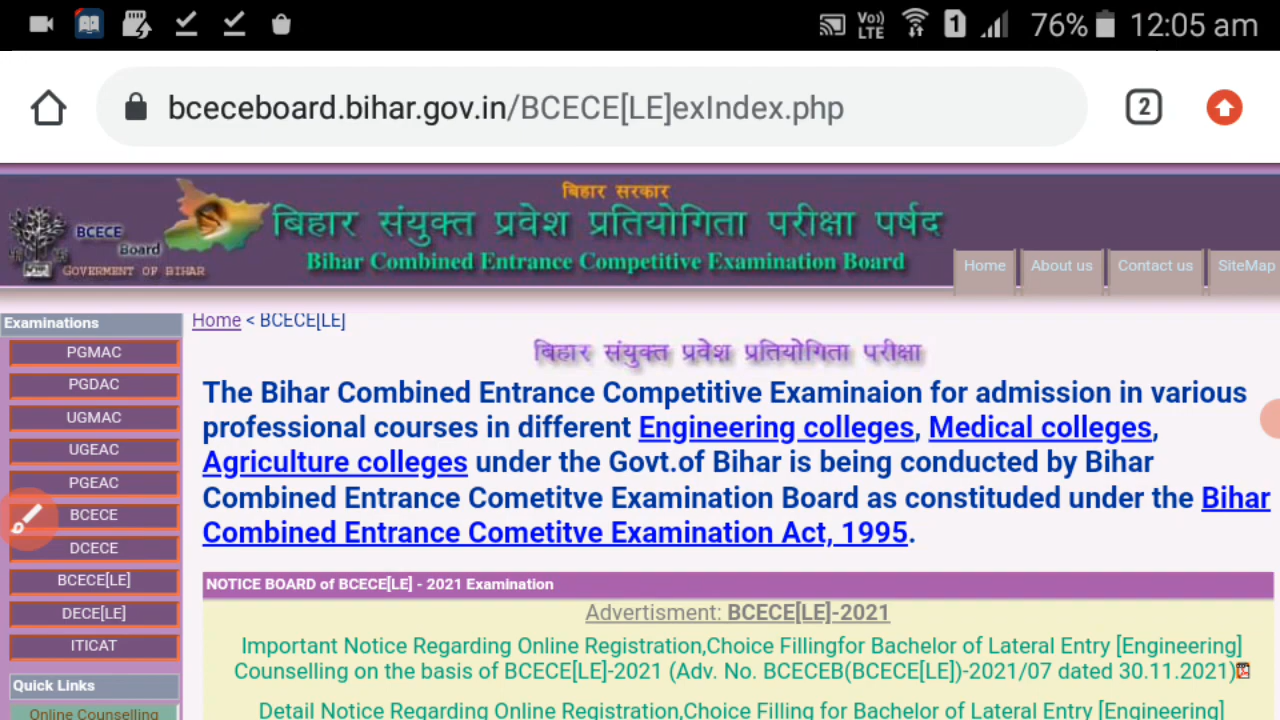 Vo))
LTE
1
76%
12:05 am
bceceboard.bihar.gov.in/BCECE[LE]exIndex.php
2
बिहार सरकार
बिहार संयुक्त प्रवेश प्रतियोगिता परीक्षा पर्षद
Bihar Combined Entrance Competitive Examination Board
BCECE
Board
GOVERMENT OF BIHAR
Home
About us
Contact us
SiteMap
Examinations
PGMAC
PGDAC
UGMAC
UGEAC
PGEAC
BCECE
DCECE
BCECE[LE]
DECE[LE]
ITICAT
Quick Links
Online Counselling
Home < BCECE[LE]
बिहार संयुक्त प्रवेश प्रतियोगिता परीक्षा
The Bihar Combined Entrance Competitive Examinaion for admission in various
professional courses in different Engineering colleges, Medical colleges,
Agriculture colleges under the Govt.of Bihar is being conducted by Bihar
Combined Entrance Cometitve Examination Board as constituded under the Bihar
Combined Entrance Cometitve Examination Act, 1995.
NOTICE BOARD of BCECE[LE] - 2021 Examination
Advertisment: BCECE[LE]-2021
Important Notice Regarding Online Registration,Choice Fillingfor Bachelor of Lateral Entry [Engineering]
Counselling on the basis of BCECE[LE]-2021 (Adv. No. BCECEB(BCECE[LE])-2021/07 dated 30.11.2021)
Detail Notice Regarding Online Registration,Choice Filling for Bachelor of Lateral Entry [Engineering]